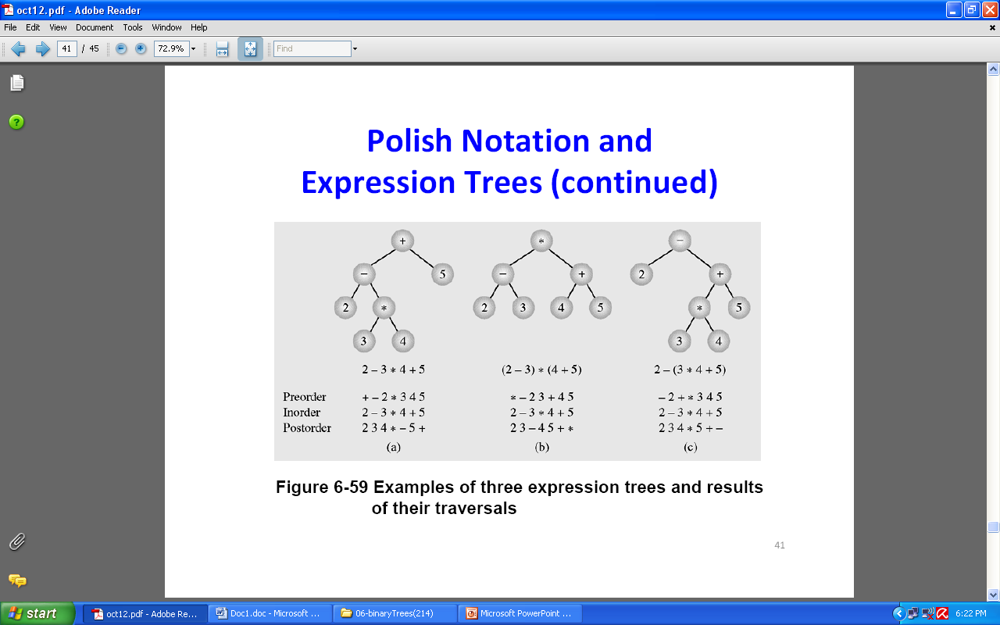 oct12.pdf - Adobe Reader
File Edit View Document Tools Window Help
41 / 45 72.9% Find
Polish Notation and
Expression Trees (continued)
+ * −
− 5 − + 2 +
2 * 2 3 4 5 * 5
3 4 3 4
2 – 3 * 4 + 5 (2 – 3) * (4 + 5) 2 – (3 * 4 + 5)
Preorder + – 2 * 3 4 5 * – 2 3 + 4 5 – 2 + * 3 4 5
Inorder 2 – 3 * 4 + 5 2 – 3 * 4 + 5 2 – 3 * 4 + 5
Postorder 2 3 4 * – 5 + 2 3 – 4 5 + * 2 3 4 * 5 + –
(a) (b) (c)
Figure 6-59 Examples of three expression trees and results
of their traversals
41
start oct12.pdf - Adobe Re... Doc1.doc - Microsoft ... 06-binaryTrees(214) Microsoft PowerPoint ... 6:22 PM